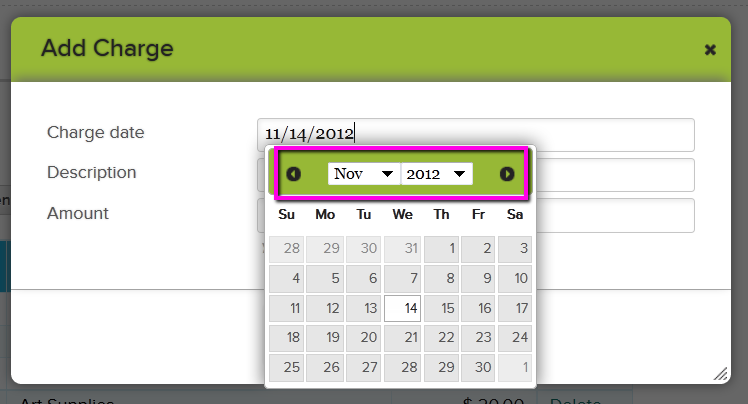 Add Charge
Charge date 11/14/2012
Description
Nov 2012
Amount
Su Mo Tu We Th Fr Sa
28 29 30 31 1 2 3
4 5 6 7 8 9 10
11 12 13 14 15 16 17
18 19 20 21 22 23 24
25 26 27 28 29 30 1
Art Supplies $ 20.00 Delete